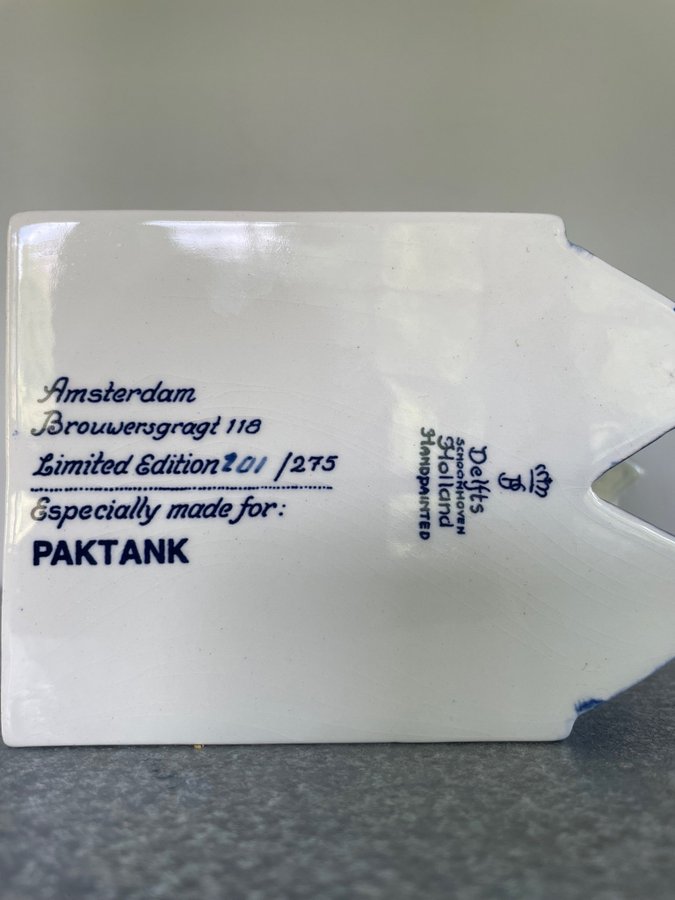 Amsterdam
Brouwersgragt 118
Limited Edition 201 /275
Especially made for:
PAKTANK
Delfts
SCHOONHOVEN
Holland
HANDPAINTED